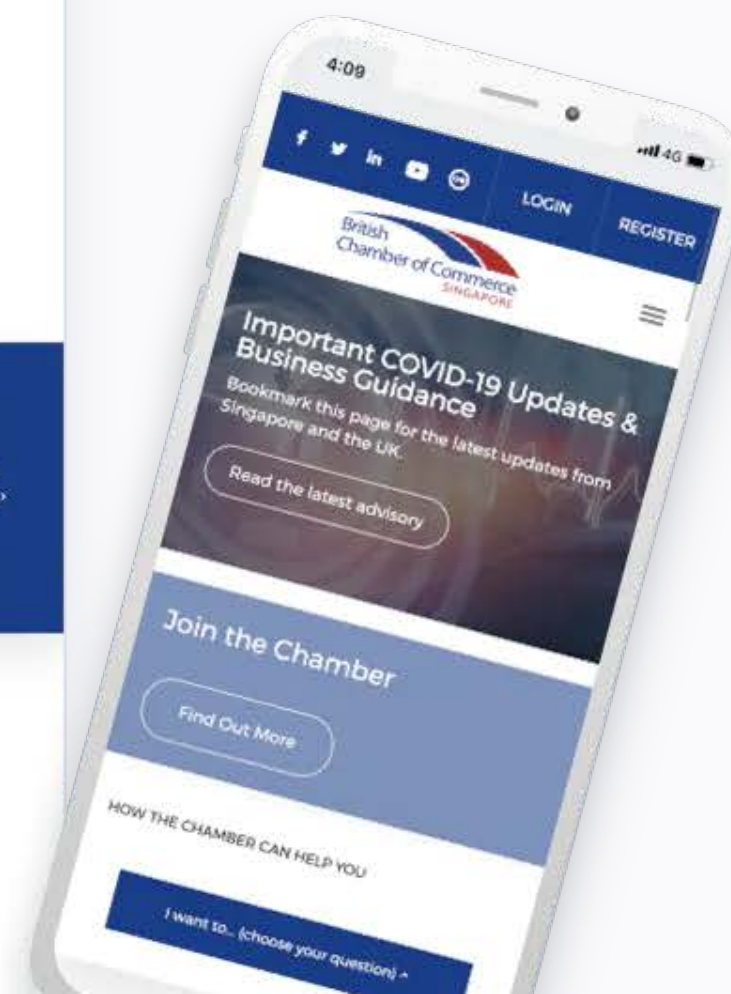 4:09
4G
LOGIN
REGISTER
British
Chamber of Commerce
SINGAPORE
Important COVID-19 Updates &
Business Guidance
Bookmark this page for the latest updates from
Singapore and the UK.
Read the latest advisory
Join the Chamber
Find Out More
HOW THE CHAMBER CAN HELP YOU
I want to... (choose your question) ^